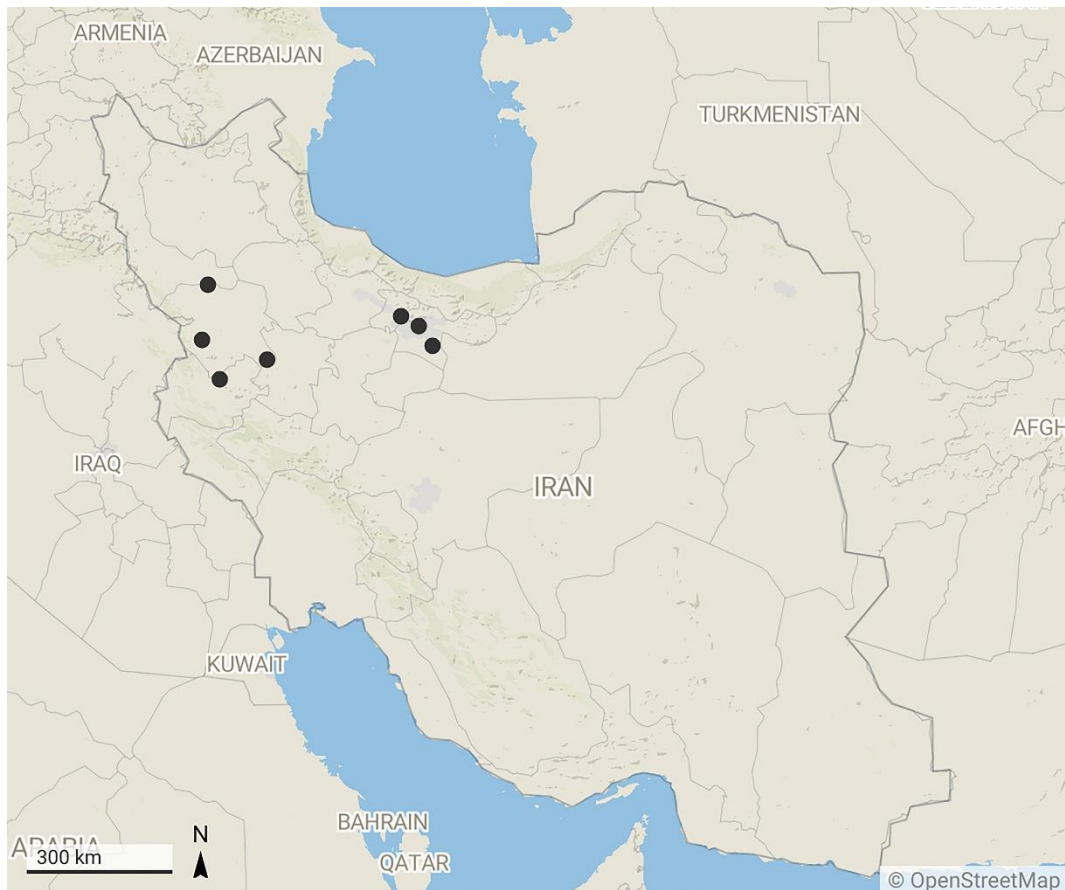 ARMENIA
AZERBAIJAN
TURKMENISTAN
AFGH
IRAQ
IRAN
KUWAIT
BAHRAIN
QATAR
ARABIA
300 km
N
© OpenStreetMap